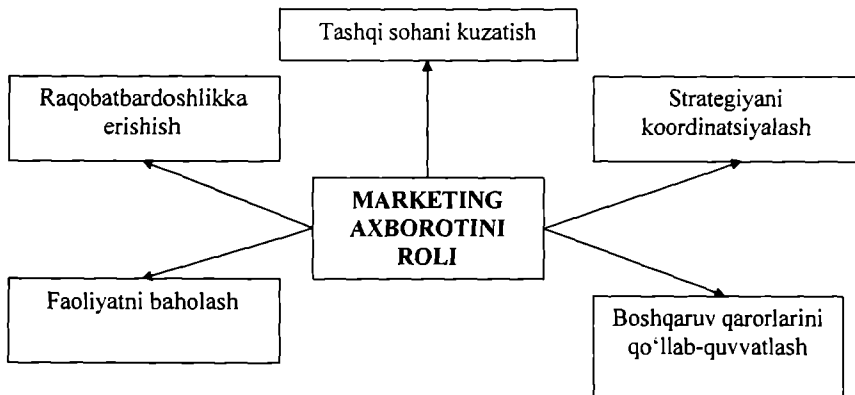 Tashqi sohani kuzatish
Raqobatbardoshlikka
erishish
Strategiyani
koordinatsiyalash
MARKETING
AXBOROTINI
ROLI
Faoliyatni baholash
Boshqaruv qarorlarini
qo‘llab-quvvatlash